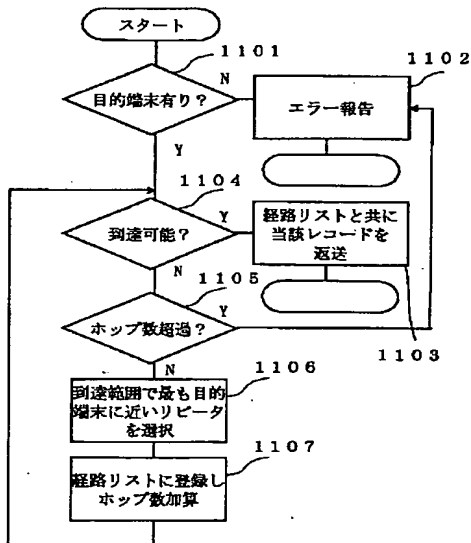 スタート
1101
1102
目的端末有り?
N
エラー報告
Y
1104
到達可能?
Y
経路リストと共に
当該レコードを
返送
N
1105
1103
ホップ数超過?
Y
N
1106
到達範囲で最も目的
端末に近いリピータ
を選択
1107
経路リストに登録し
ホップ数加算